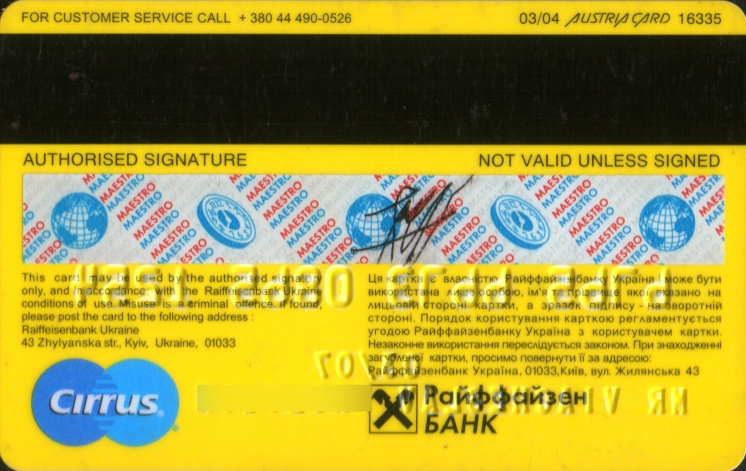 FOR CUSTOMER SERVICE CALL + 380 44 490-0526
03/04 AUSTRIACARD 16335
AUTHORISED SIGNATURE
NOT VALID UNLESS SIGNED
MAESTRO
This card may be used by the authorised signatory
only, and in accordance with the Raiffeisenbank Ukraine
conditions of use. Misuse is a criminal offence. If found,
please post the card to the following address :
Raiffeisenbank Ukraine
43 Zhylyanska str., Kyiv, Ukraine, 01033
Ця картка є власністю Райффайзенбанку Україна і може бути
використана лише особою, ім'я та прізвище якої вказано на
лицьовій стороні картки, а зразок підпису - на зворотній
стороні. Порядок користування карткою регламентується
угодою Райффайзенбанку Україна з користувачем картки.
Незаконне використання переслідується законом. При знаходженні
загубленої картки, просимо повернути її за адресою:
Райффайзенбанк Україна, 01033, Київ, вул. Жилянська 43
Cirrus®
Райффайзен
БАНК